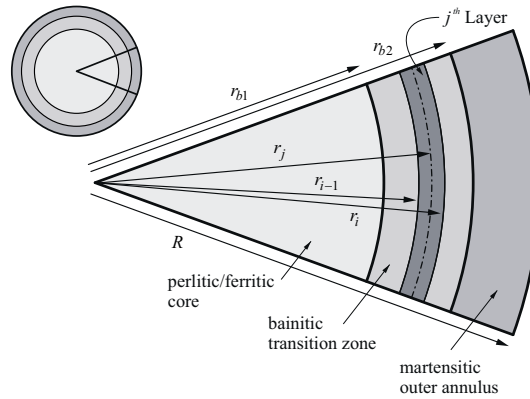 j^th Layer
r_b2
r_b1
r_j
r_i−1
r_i
R
perlitic/ferritic
core
bainitic
transition zone
martensitic
outer annulus